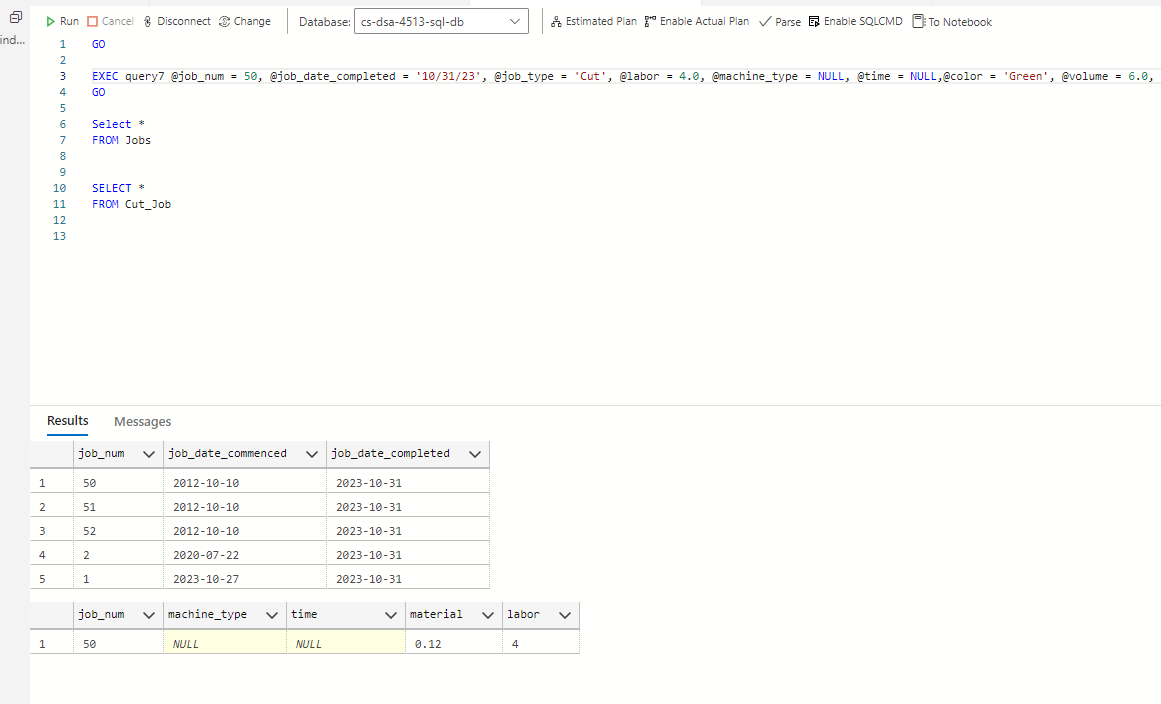 Run Cancel Disconnect Change Database: cs-dsa-4513-sql-db Estimated Plan Enable Actual Plan Parse Enable SQLCMD To Notebook
ind...
1 GO
2
3 EXEC query7 @job_num = 50, @job_date_completed = '10/31/23', @job_type = 'Cut', @labor = 4.0, @machine_type = NULL, @time = NULL,@color = 'Green', @volume = 6.0,
4 GO
5
6 Select *
7 FROM Jobs
8
9
10 SELECT *
11 FROM Cut_Job
12
13
Results Messages
job_num job_date_commenced job_date_completed
1 50 2012-10-10 2023-10-31
2 51 2012-10-10 2023-10-31
3 52 2012-10-10 2023-10-31
4 2 2020-07-22 2023-10-31
5 1 2023-10-27 2023-10-31
job_num machine_type time material labor
1 50 NULL NULL 0.12 4